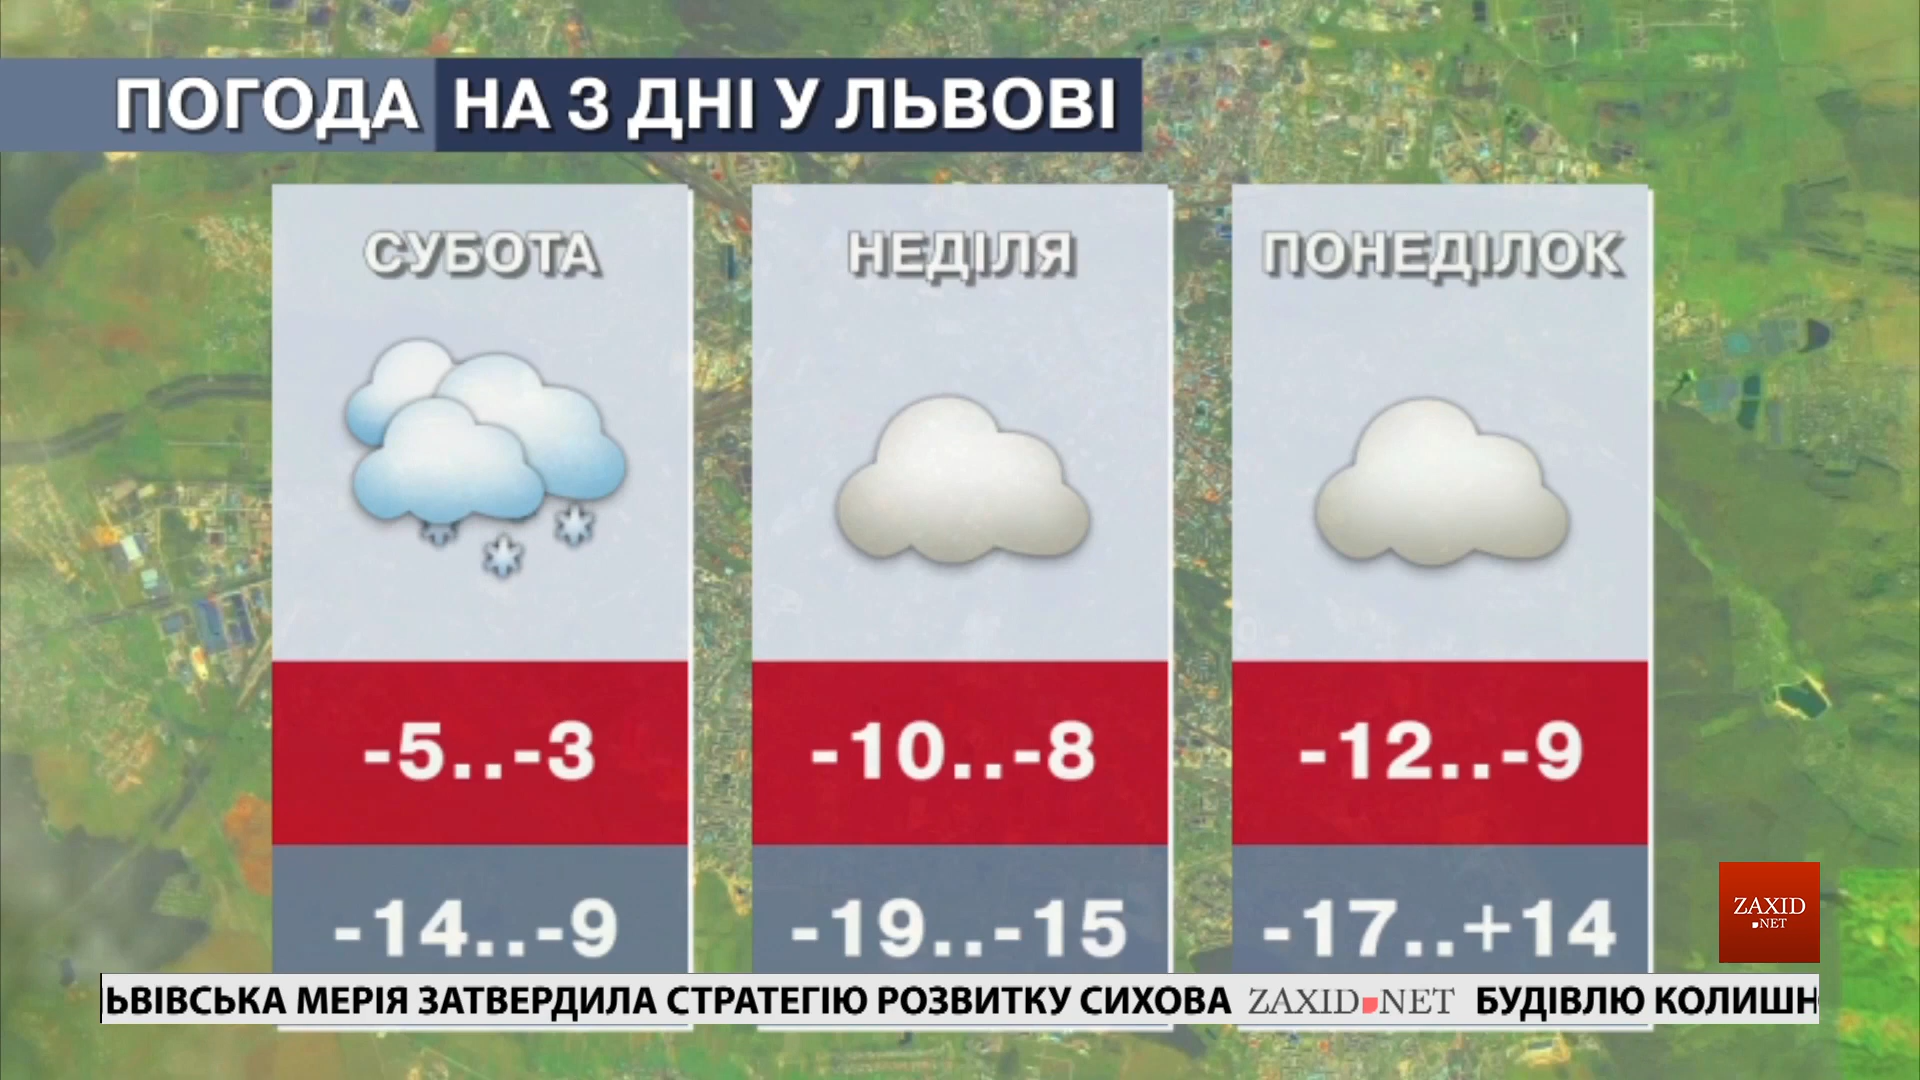 ПОГОДА НА 3 ДНІ У ЛЬВОВІ
СУБОТА
-5..-3
-14..-9
НЕДІЛЯ
-10..-8
-19..-15
ПОНЕДІЛОК
-12..-9
-17..+14
ZAXID
.NET
ЬВІВСЬКА МЕРІЯ ЗАТВЕРДИЛА СТРАТЕГІЮ РОЗВИТКУ СИХОВА ZAXID.NET БУДІВЛЮ КОЛИШН